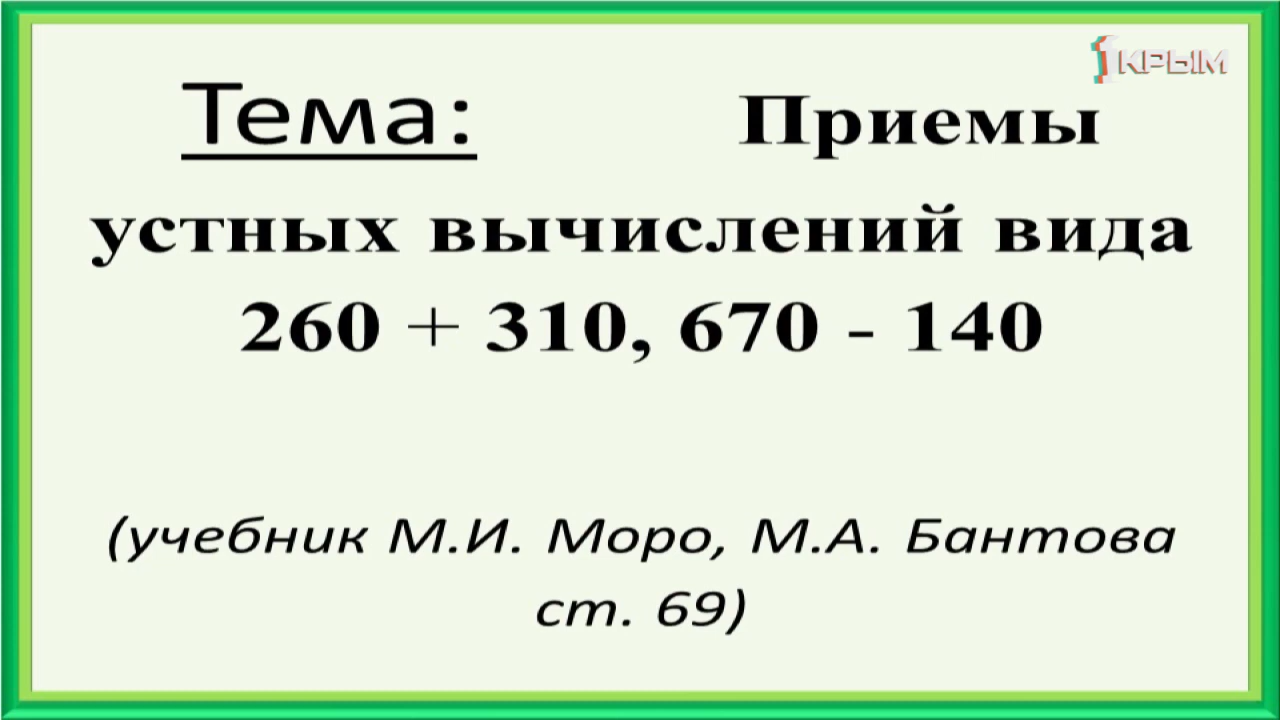 1КРЫМ
Тема: Приемы
устных вычислений вида
260 + 310, 670 - 140
(учебник М.И. Моро, М.А. Бантова
ст. 69)